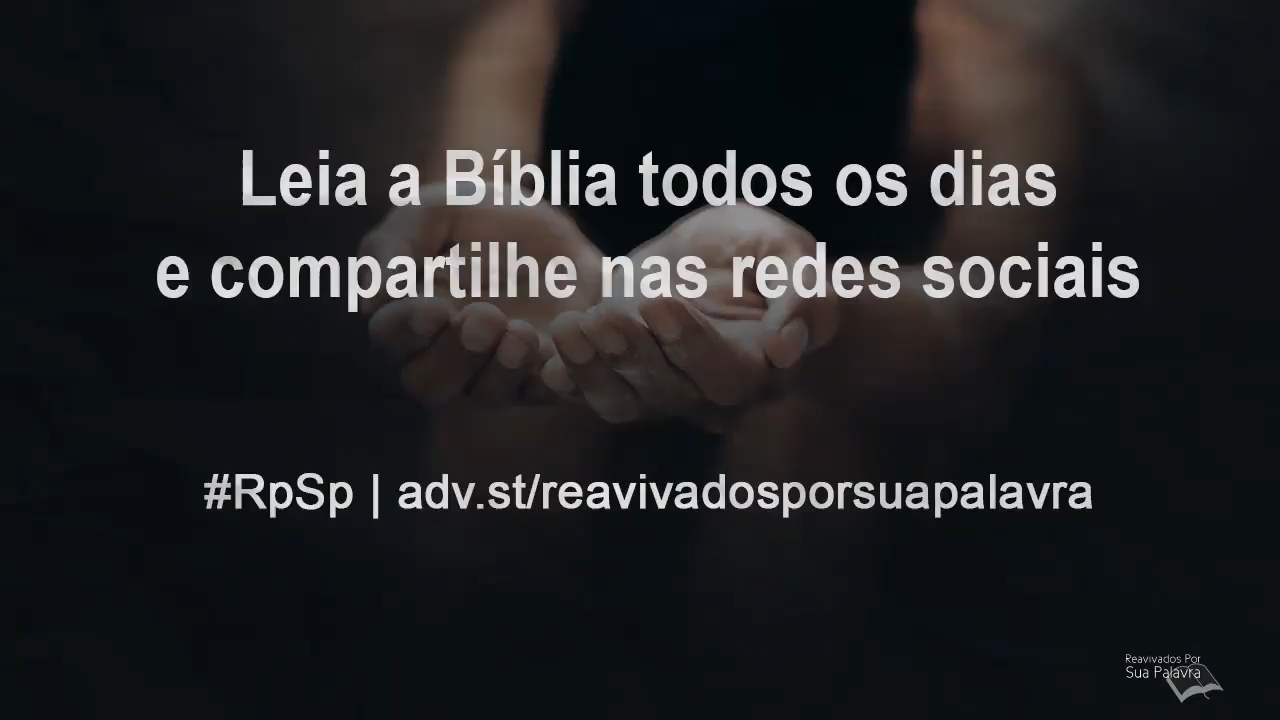 Leia a Bíblia todos os dias
e compartilhe nas redes sociais
#RpSp | adv.st/reavivadosporsuapalavra
Reavivados Por
Sua Palavra